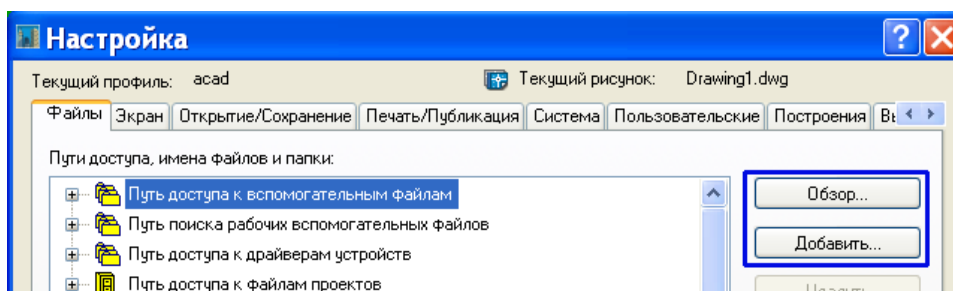 Настройка
Текущий профиль: acad Текущий рисунок: Drawing1.dwg
Файлы Экран Открытие/Сохранение Печать/Публикация Система Пользовательские Построения
Пути доступа, имена файлов и папки:
Путь доступа к вспомогательным файлам
Обзор...
Путь поиска рабочих вспомогательных файлов
Добавить...
Путь доступа к драйверам устройств
Путь доступа к файлам проектов